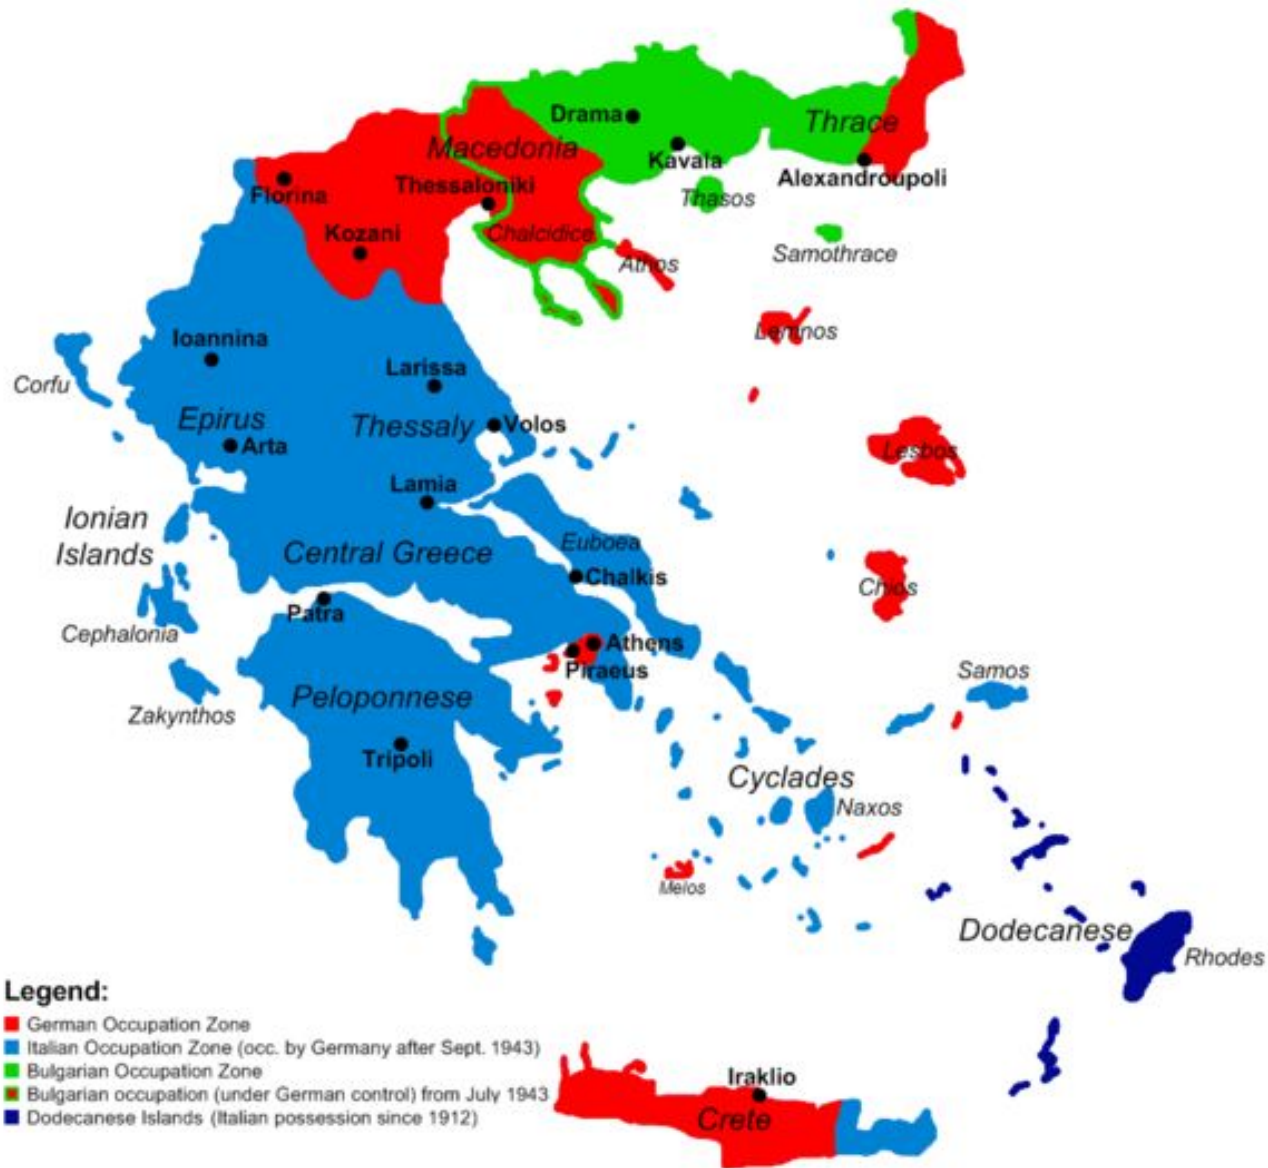 Drama
Thrace
Macedonia
Kavala
Alexandroupoli
Thessaloniki
Florina
Thasos
Kozani
Chalcidice
Samothrace
Athos
Lemnos
Ioannina
Larissa
Corfu
Epirus
Thessaly
Volos
Arta
Lesbos
Lamia
Ionian
Islands
Central Greece
Euboea
Chalkis
Chios
Patra
Cephalonia
Athens
Piraeus
Samos
Peloponnese
Zakynthos
Tripoli
Cyclades
Naxos
Melos
Dodecanese
Rhodes
Legend:
German Occupation Zone
Italian Occupation Zone (occ. by Germany after Sept. 1943)
Bulgarian Occupation Zone
Bulgarian occupation (under German control) from July 1943
Dodecanese Islands (Italian possession since 1912)
Iraklio
Crete